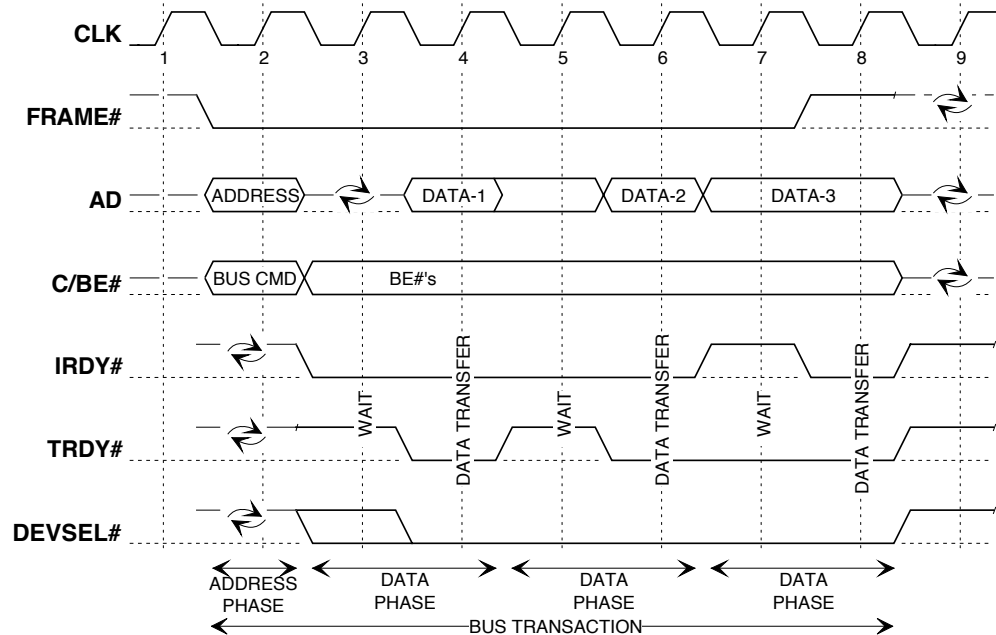 CLK
1 2 3 4 5 6 7 8 9
FRAME#
AD
ADDRESS DATA-1 DATA-2 DATA-3
C/BE#
BUS CMD BE#'s
IRDY#
WAIT DATA TRANSFER WAIT DATA TRANSFER WAIT DATA TRANSFER
TRDY#
DEVSEL#
ADDRESS DATA DATA DATA
PHASE PHASE PHASE PHASE
BUS TRANSACTION